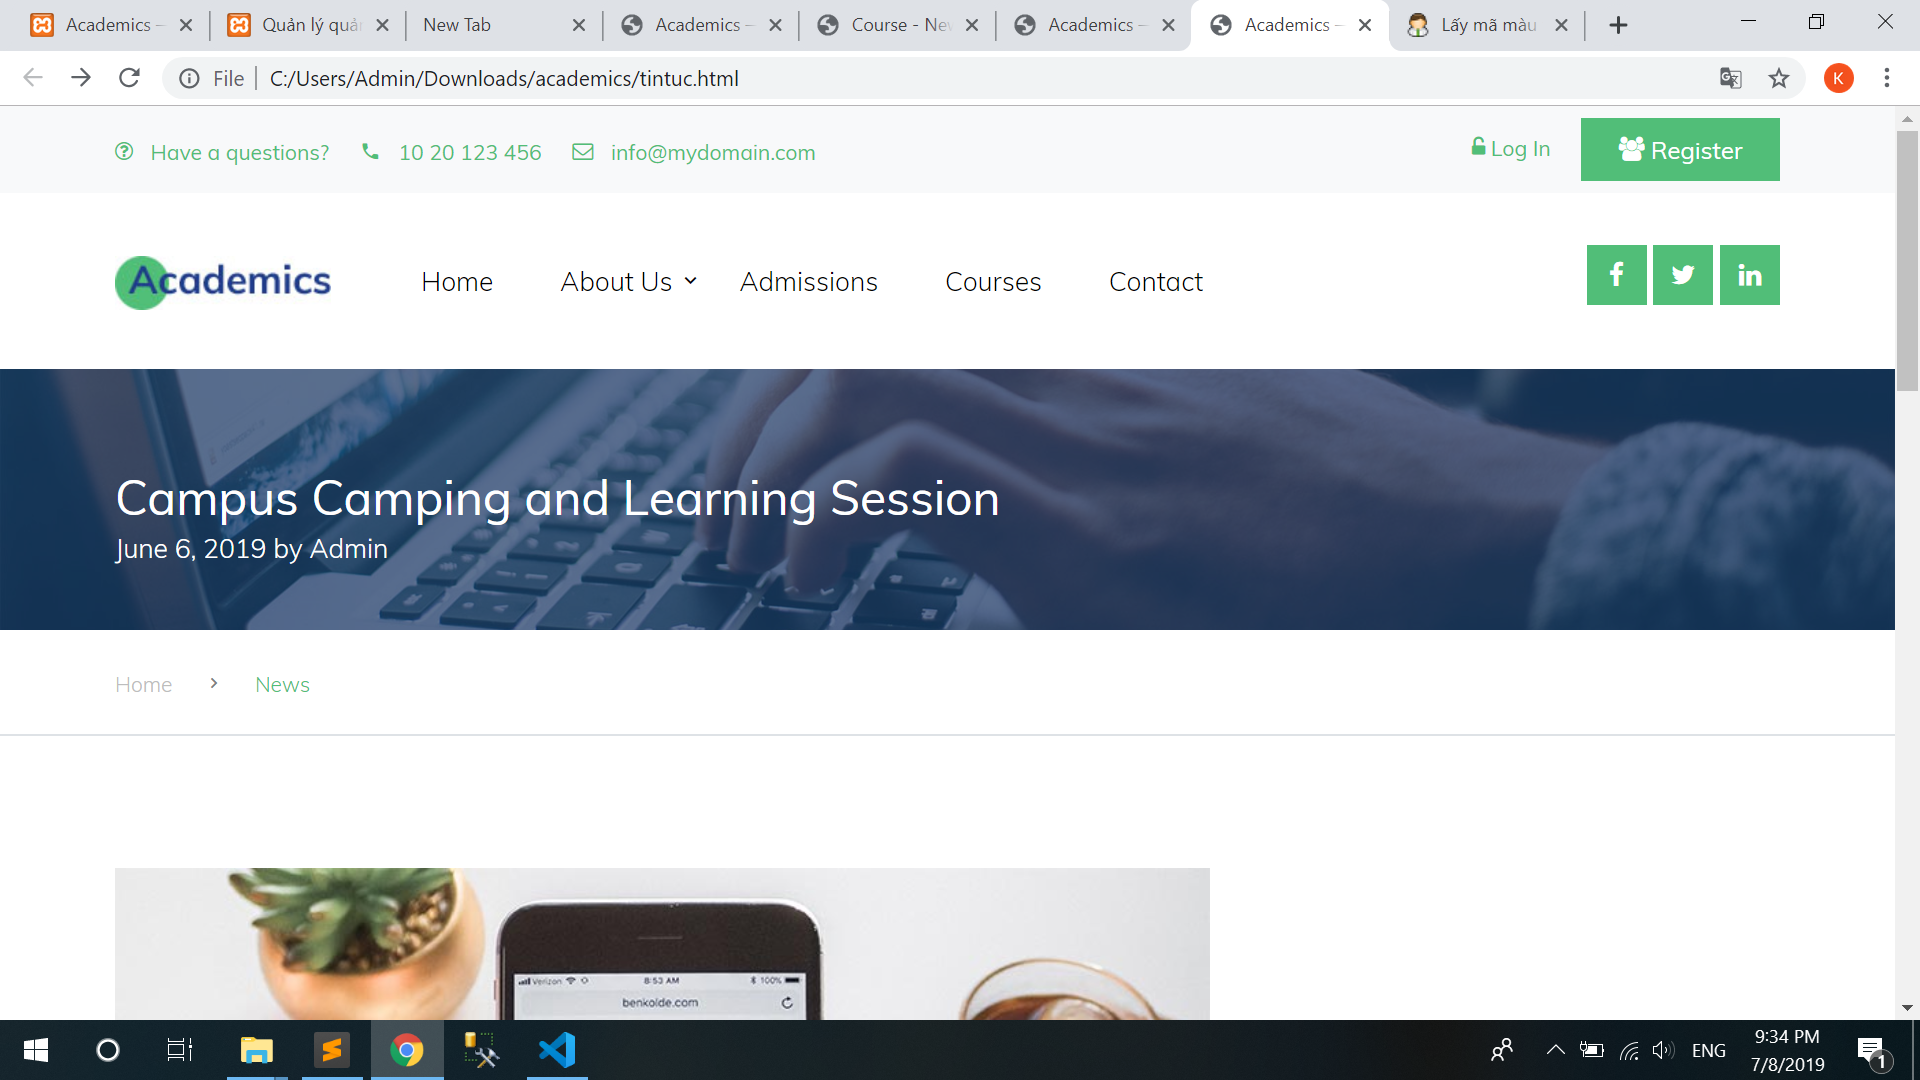 Academics –
Quản lý quản
New Tab
Academics –
Course - New
Academics –
Academics –
Lấy mã màu
File
C:/Users/Admin/Downloads/academics/tintuc.html
K
Have a questions?
10 20 123 456
info@mydomain.com
Log In
Register
Academics
Home
About Us
Admissions
Courses
Contact
Campus Camping and Learning Session
June 6, 2019 by Admin
Home
News
Verizon
8:53 AM
100%
benkolde.com
ENG
9:34 PM
7/8/2019
1